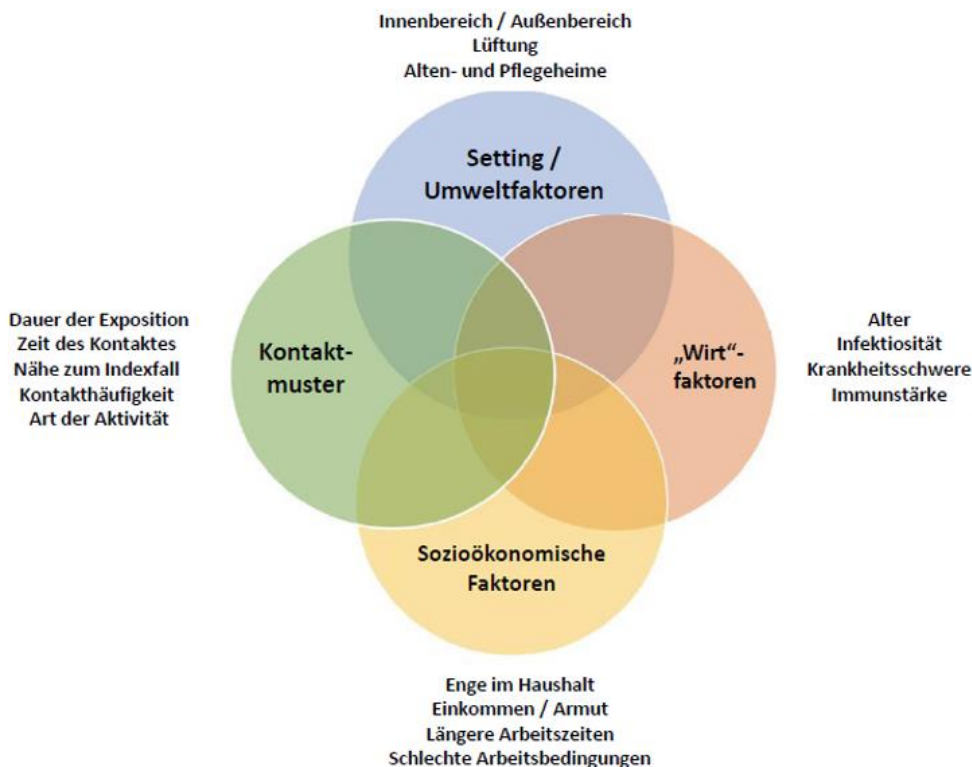 Innenbereich / Außenbereich
Lüftung
Alten- und Pflegeheime
Setting /
Umweltfaktoren
Dauer der Exposition
Zeit des Kontaktes
Nähe zum Indexfall
Kontakthäufigkeit
Art der Aktivität
Kontakt-
muster
„Wirt“-
faktoren
Alter
Infektiosität
Krankheitsschwere
Immunstärke
Sozioökonomische
Faktoren
Enge im Haushalt
Einkommen / Armut
Längere Arbeitszeiten
Schlechte Arbeitsbedingungen